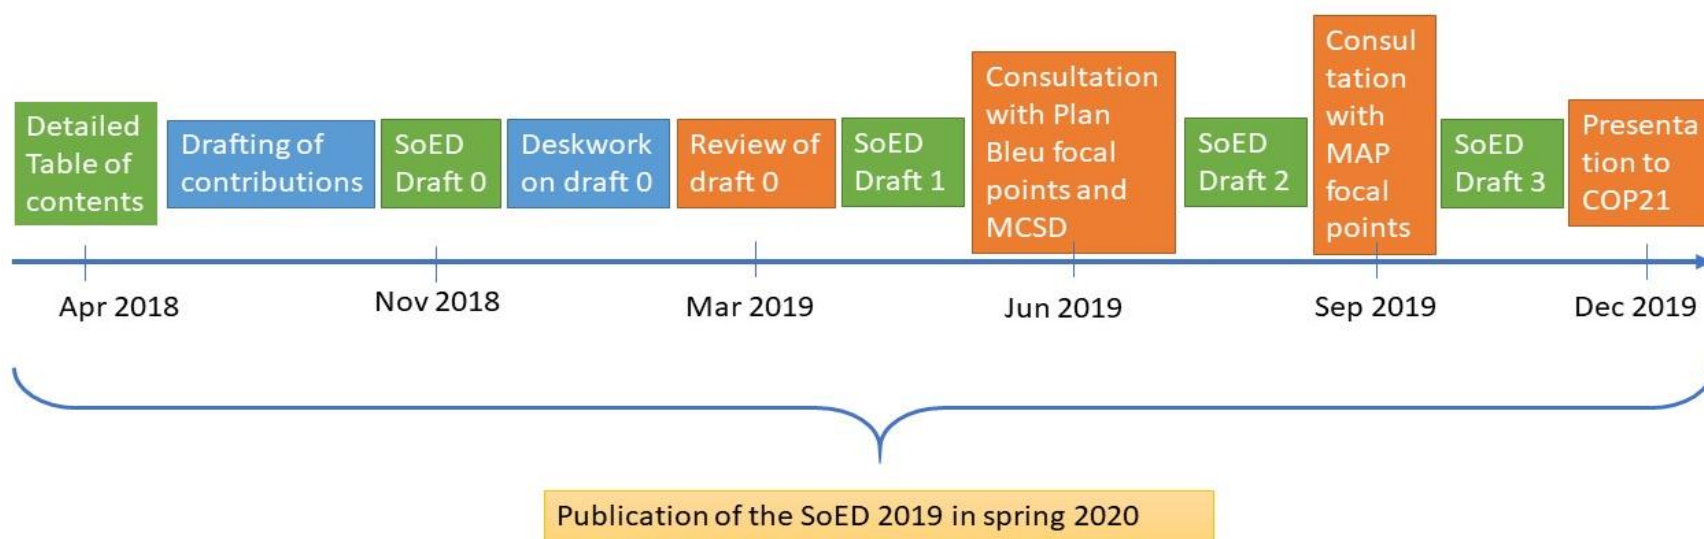 Detailed
Table of
contents
Drafting of
contributions
SoED
Draft 0
Deskwork
on draft 0
Review of
draft 0
SoED
Draft 1
Consultation
with Plan
Bleu focal
points and
MCSD
SoED
Draft 2
Consul
tation
with
MAP
focal
points
SoED
Draft 3
Presenta
tion to
COP21
Apr 2018
Nov 2018
Mar 2019
Jun 2019
Sep 2019
Dec 2019
Publication of the SoED 2019 in spring 2020